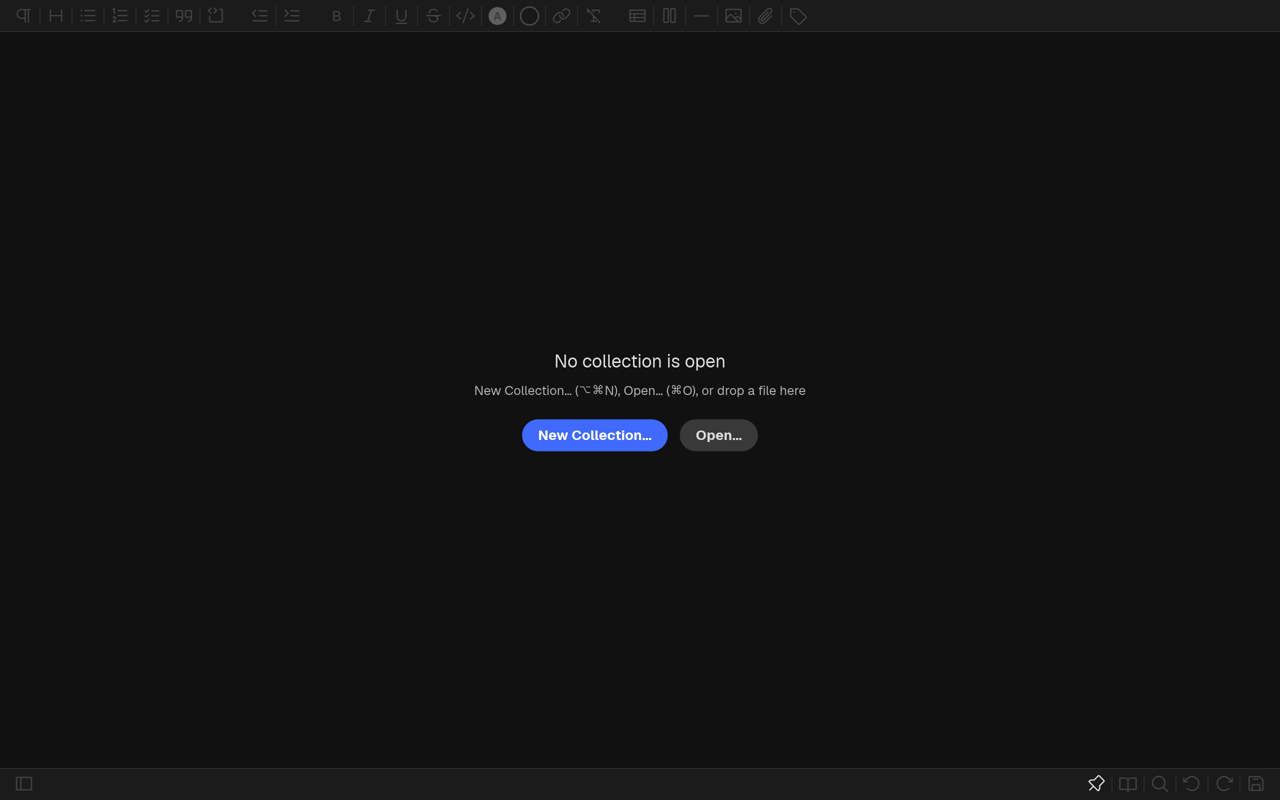 No collection is open
New Collection... (⌥⌘N), Open... (⌘O), or drop a file here
New Collection... Open...